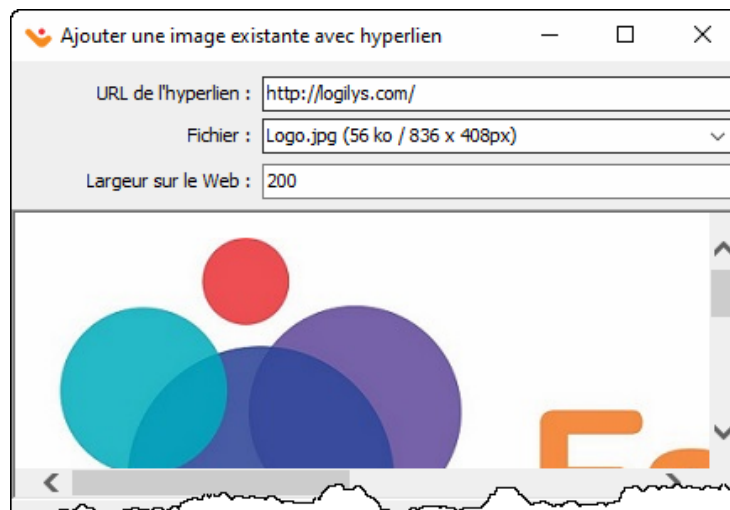 Ajouter une image existante avec hyperlien
URL de l'hyperlien : http://logilys.com/
Fichier : Logo.jpg (56 ko / 836 x 408px)
Largeur sur le Web : 200